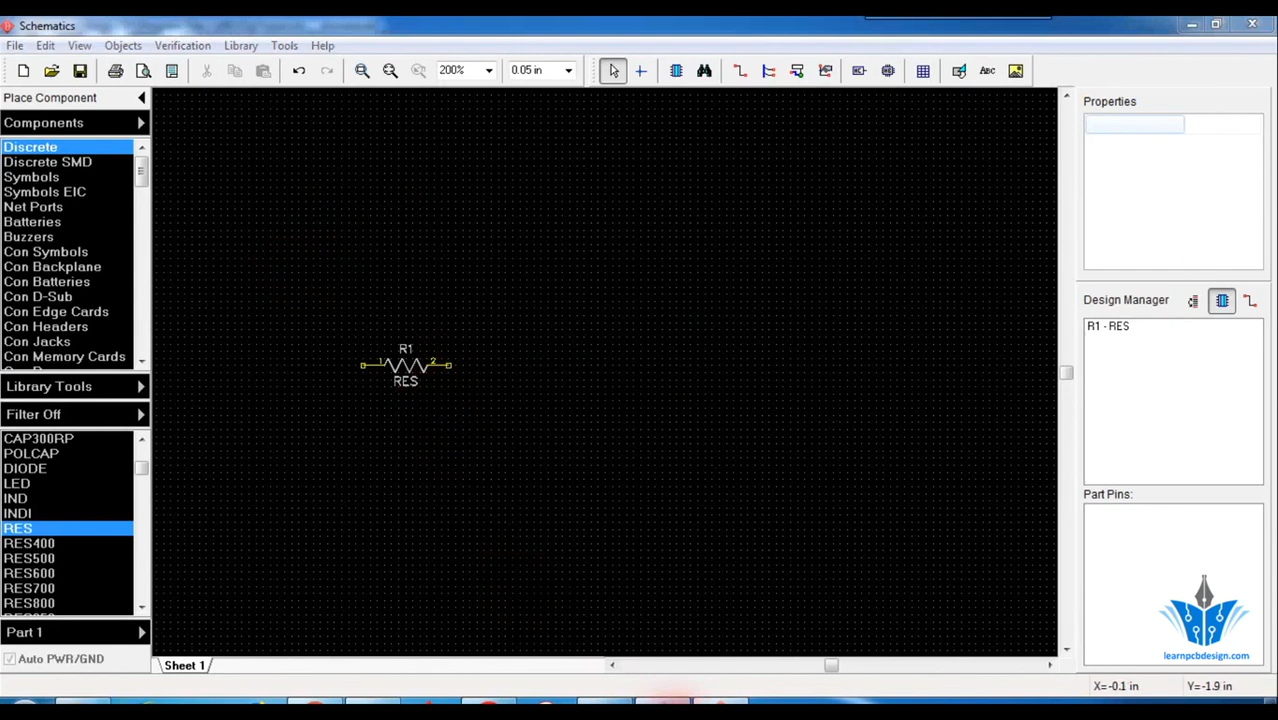 Schematics
File Edit View Objects Verification Library Tools Help
200% 0.05 in ABC
Place Component
Components
Discrete
Discrete SMD
Symbols
Symbols EIC
Net Ports
Batteries
Buzzers
Con Symbols
Con Backplane
Con Batteries
Con D-Sub
Con Edge Cards
Con Headers
Con Jacks
Con Memory Cards
Library Tools
Filter Off
CAP300RP
POLCAP
DIODE
LED
IND
INDI
RES
RES400
RES500
RES600
RES700
RES800
Part 1
Auto PWR/GND
R1
1 2
RES
Sheet 1
Properties
Design Manager
R1 - RES
Part Pins:
learnpcbdesign.com
X=-0.1 in Y=-1.9 in